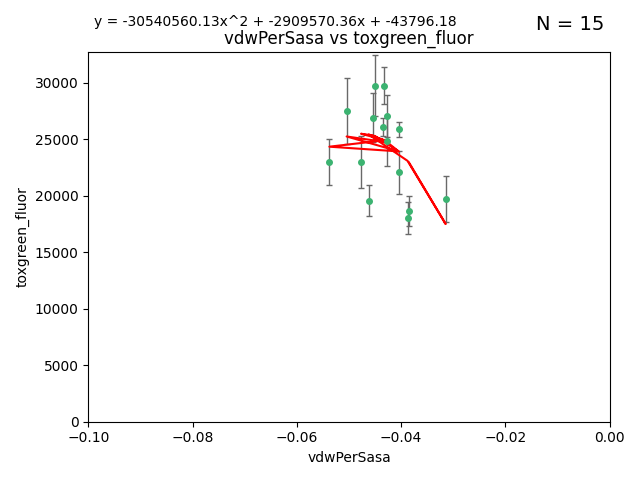 y = -30540560.13x^2 + -2909570.36x + -43796.18
N = 15
vdwPerSasa vs toxgreen_fluor
30000
25000
20000
15000
10000
5000
0
toxgreen_fluor
−0.10
−0.08
−0.06
−0.04
−0.02
0.00
vdwPerSasa